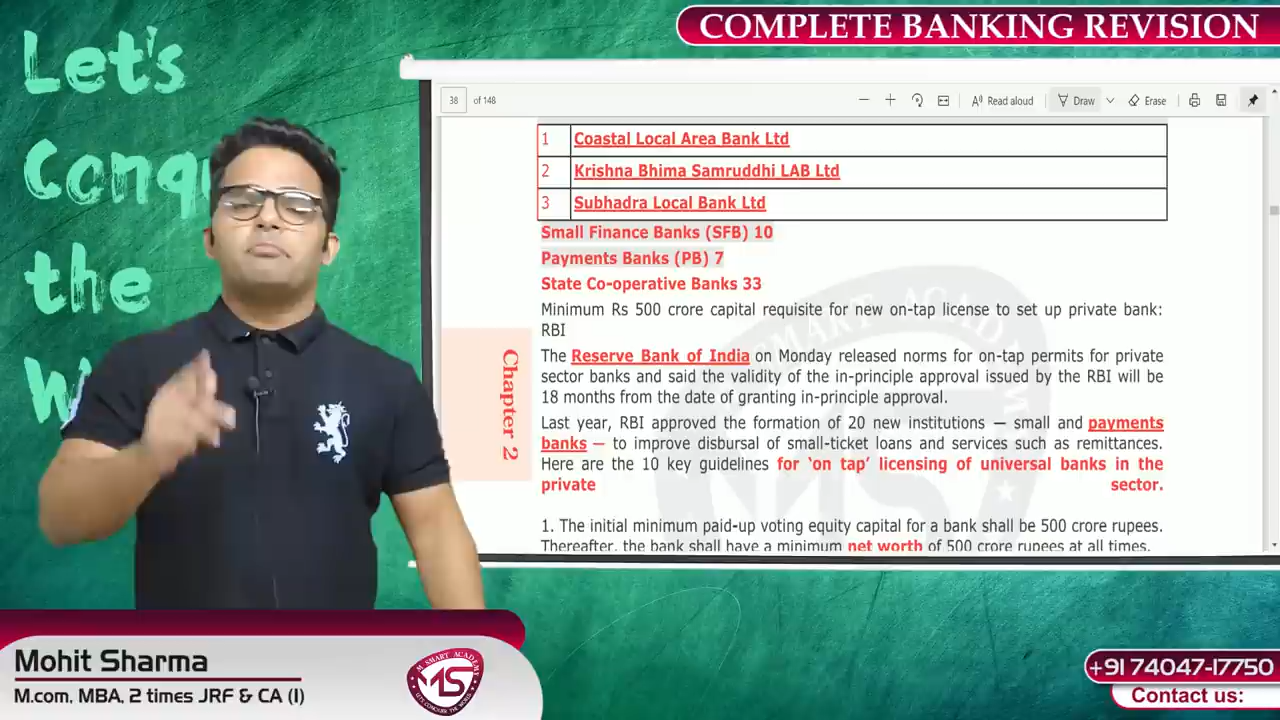 COMPLETE BANKING REVISION
Let's
Conqu
the
W
38 of 148
Read aloud
Draw
Erase
1 Coastal Local Area Bank Ltd
2 Krishna Bhima Samruddhi LAB Ltd
3 Subhadra Local Bank Ltd
Small Finance Banks (SFB) 10
Payments Banks (PB) 7
State Co-operative Banks 33
Minimum Rs 500 crore capital requisite for new on-tap license to set up private bank:
RBI
The Reserve Bank of India on Monday released norms for on-tap permits for private
sector banks and said the validity of the in-principle approval issued by the RBI will be
18 months from the date of granting in-principle approval.
Last year, RBI approved the formation of 20 new institutions — small and payments
banks — to improve disbursal of small-ticket loans and services such as remittances.
Here are the 10 key guidelines for 'on tap' licensing of universal banks in the
private sector.
1. The initial minimum paid-up voting equity capital for a bank shall be 500 crore rupees.
Thereafter, the bank shall have a minimum net worth of 500 crore rupees at all times.
Chapter 2
Mohit Sharma
M.com, MBA, 2 times JRF & CA (I)
M SMART ACADEMY
MS
LET'S CONQUER THE WORLD
+91 74047-17750
Contact us: